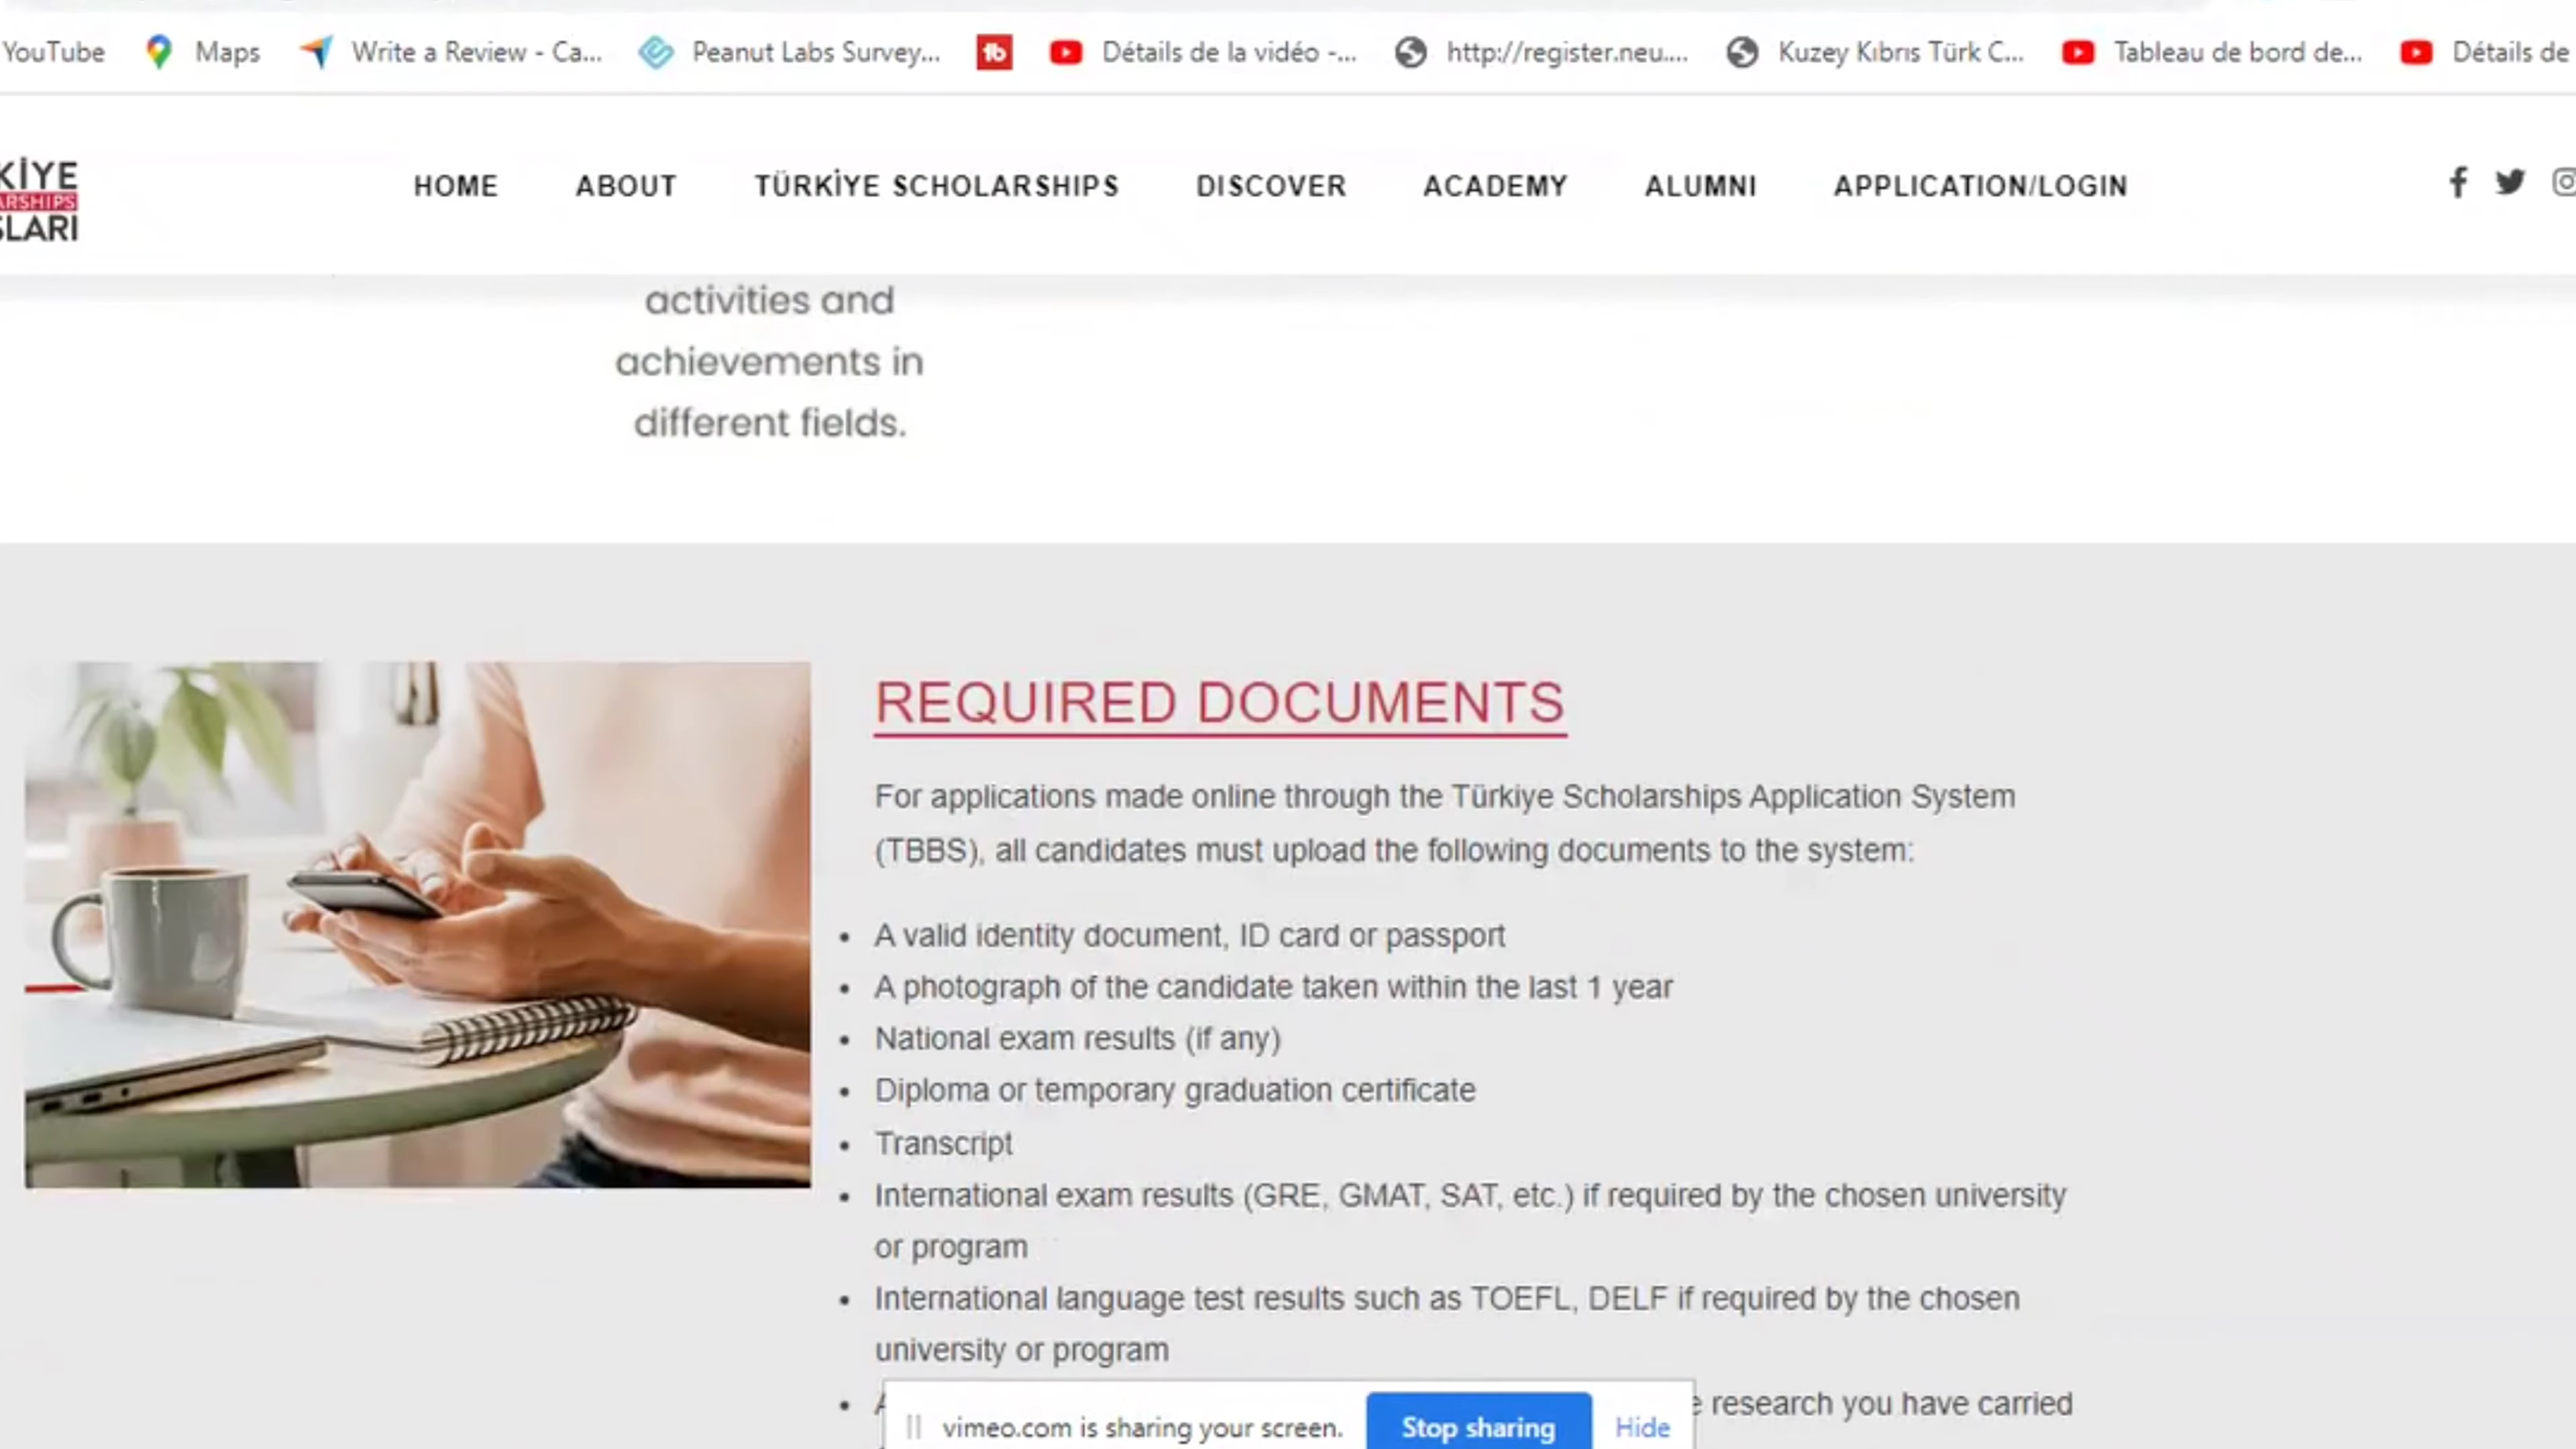 YouTube
Maps
Write a Review - Ca...
Peanut Labs Survey...
Détails de la vidéo -...
http://register.neu....
Kuzey Kıbrıs Türk C...
Tableau de bord de...
Détails de
KİYE
ARSHIPS
SLARI
HOME
ABOUT
TÜRKİYE SCHOLARSHIPS
DISCOVER
ACADEMY
ALUMNI
APPLICATION/LOGIN
activities and
achievements in
different fields.
REQUIRED DOCUMENTS
For applications made online through the Türkiye Scholarships Application System
(TBBS), all candidates must upload the following documents to the system:
• A valid identity document, ID card or passport
• A photograph of the candidate taken within the last 1 year
• National exam results (if any)
• Diploma or temporary graduation certificate
• Transcript
• International exam results (GRE, GMAT, SAT, etc.) if required by the chosen university
or program
• International language test results such as TOEFL, DELF if required by the chosen
university or program
• research you have carried
vimeo.com is sharing your screen.
Stop sharing
Hide